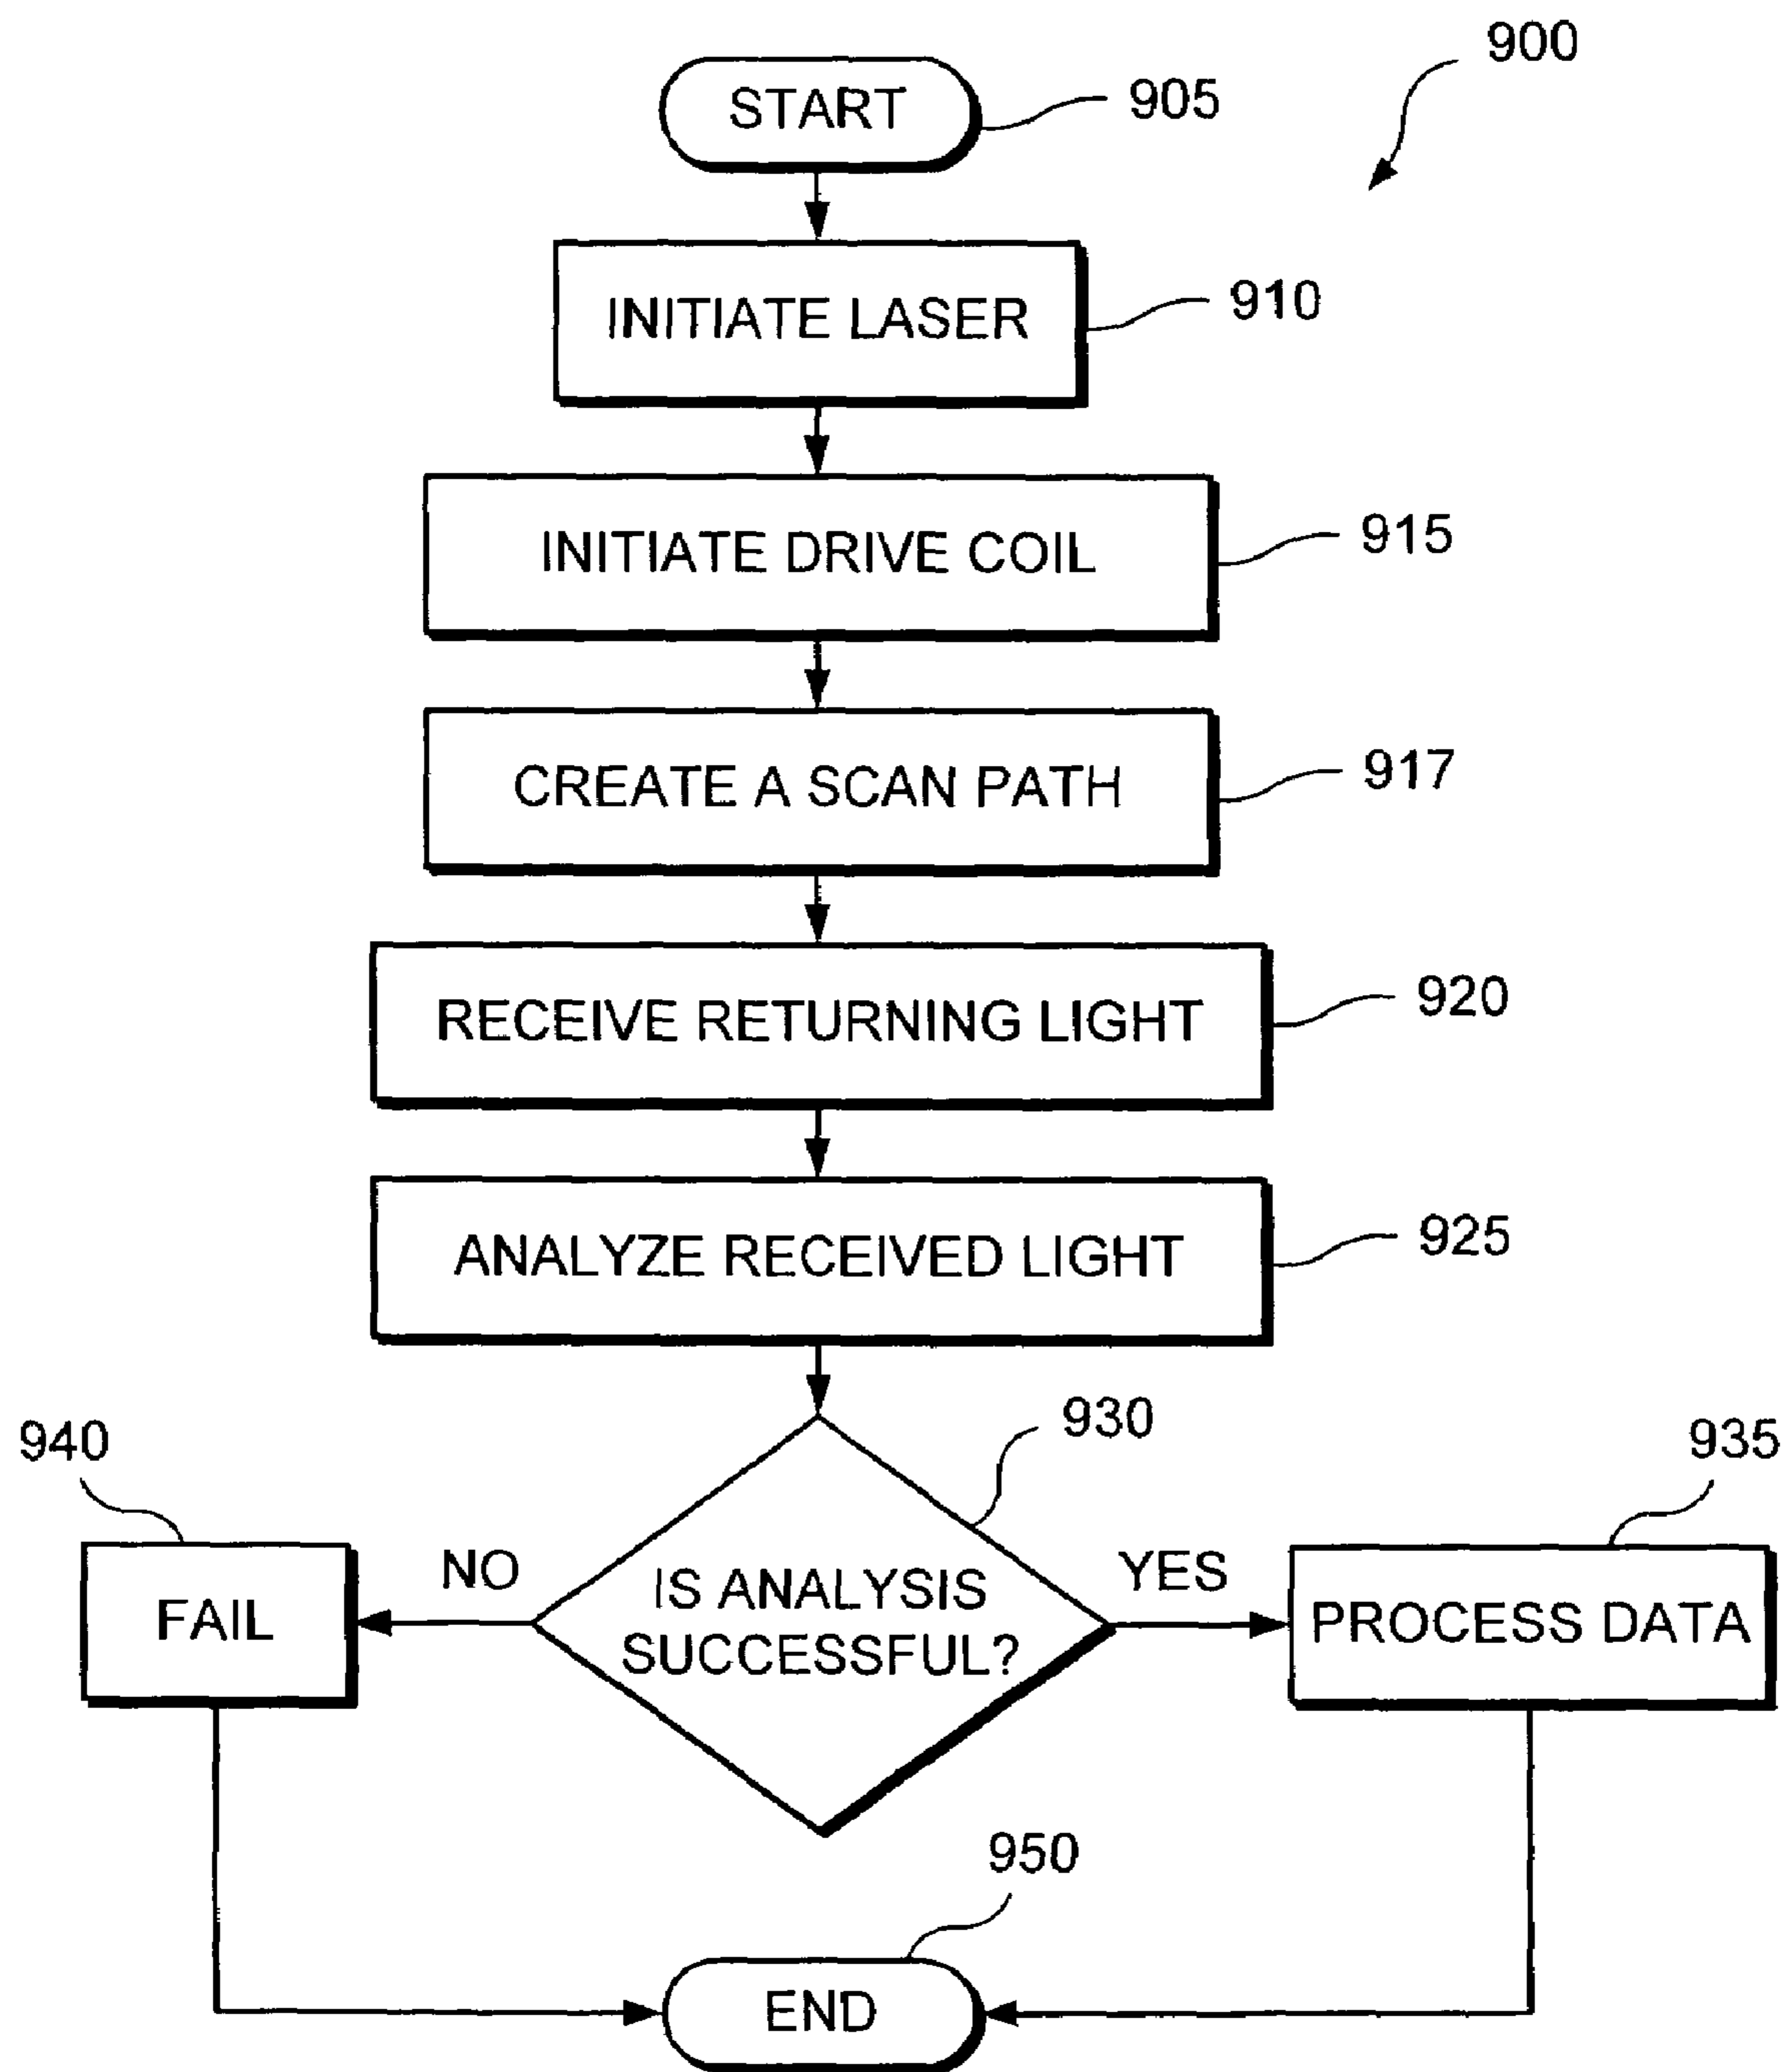 900
START
905
INITIATE LASER
910
INITIATE DRIVE COIL
915
CREATE A SCAN PATH
917
RECEIVE RETURNING LIGHT
920
ANALYZE RECEIVED LIGHT
925
930
940
935
NO
YES
IS ANALYSIS
SUCCESSFUL?
FAIL
PROCESS DATA
950
END